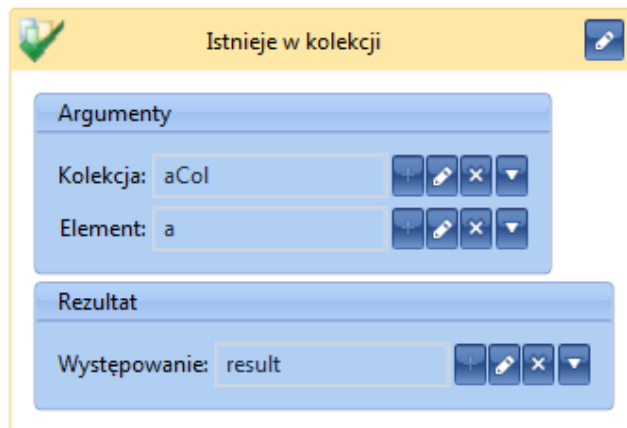 Istnieje w kolekcji
Argumenty
Kolekcja: aCol
Element: a
Rezultat
Występowanie: result